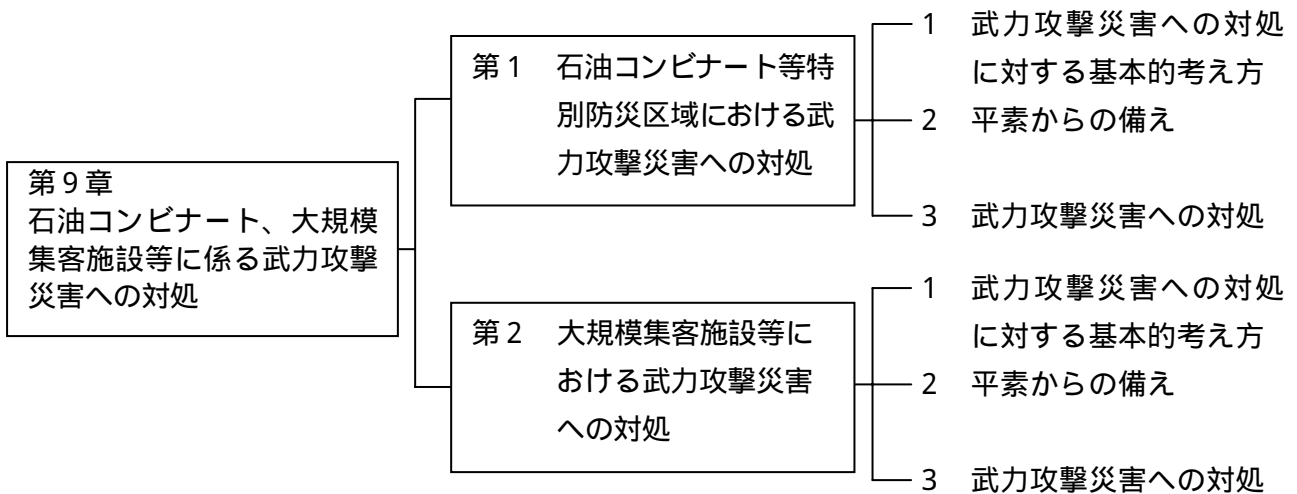 第９章
石油コンビナート、大規模
集客施設等に係る武力攻撃
災害への対処
第１ 石油コンビナート等特
別防災区域における武
力攻撃災害への対処
1 武力攻撃災害への対処
に対する基本的考え方
2 平素からの備え
3 武力攻撃災害への対処
第２ 大規模集客施設等に
おける武力攻撃災害
への対処
1 武力攻撃災害への対処
に対する基本的考え方
2 平素からの備え
3 武力攻撃災害への対処